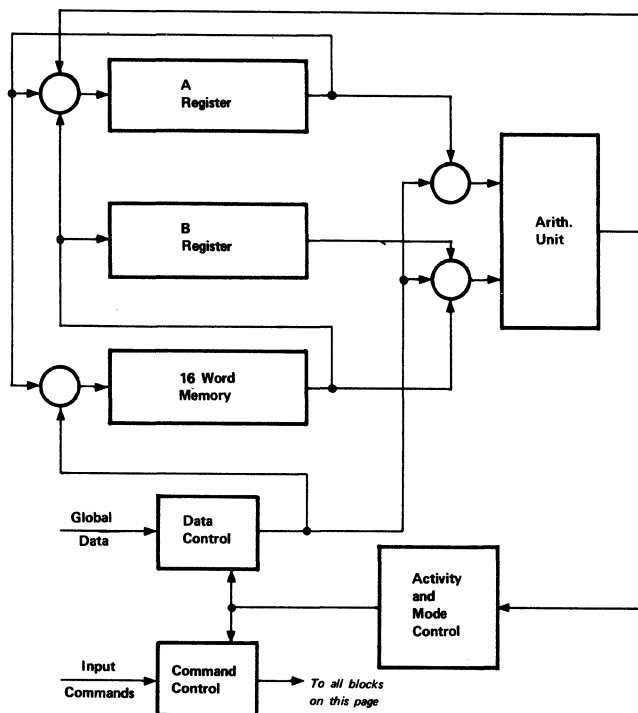 A
Register
B
Register
Arith.
Unit
16 Word
Memory
Global
Data
Data
Control
Activity
and
Mode
Control
Input
Commands
Command
Control
To all blocks
on this page